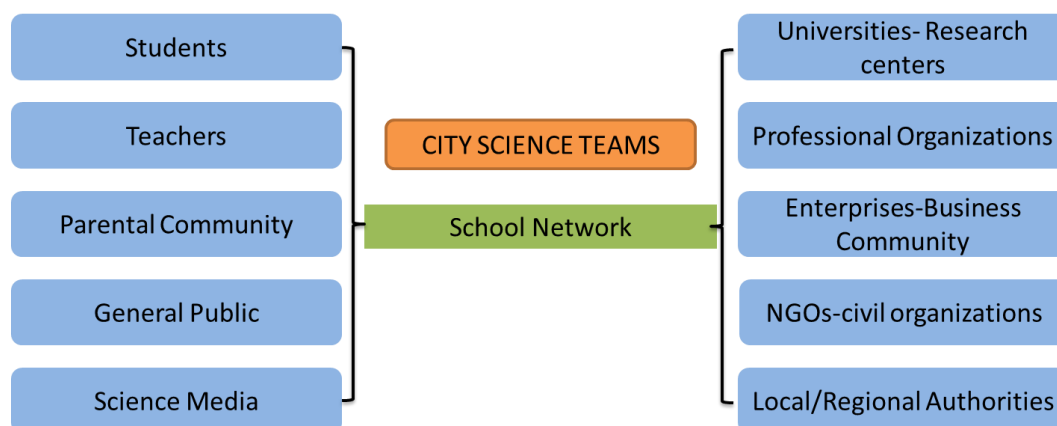 Students
Teachers
Parental Community
General Public
Science Media
CITY SCIENCE TEAMS
School Network
Universities- Research
centers
Professional Organizations
Enterprises-Business
Community
NGOs-civil organizations
Local/Regional Authorities